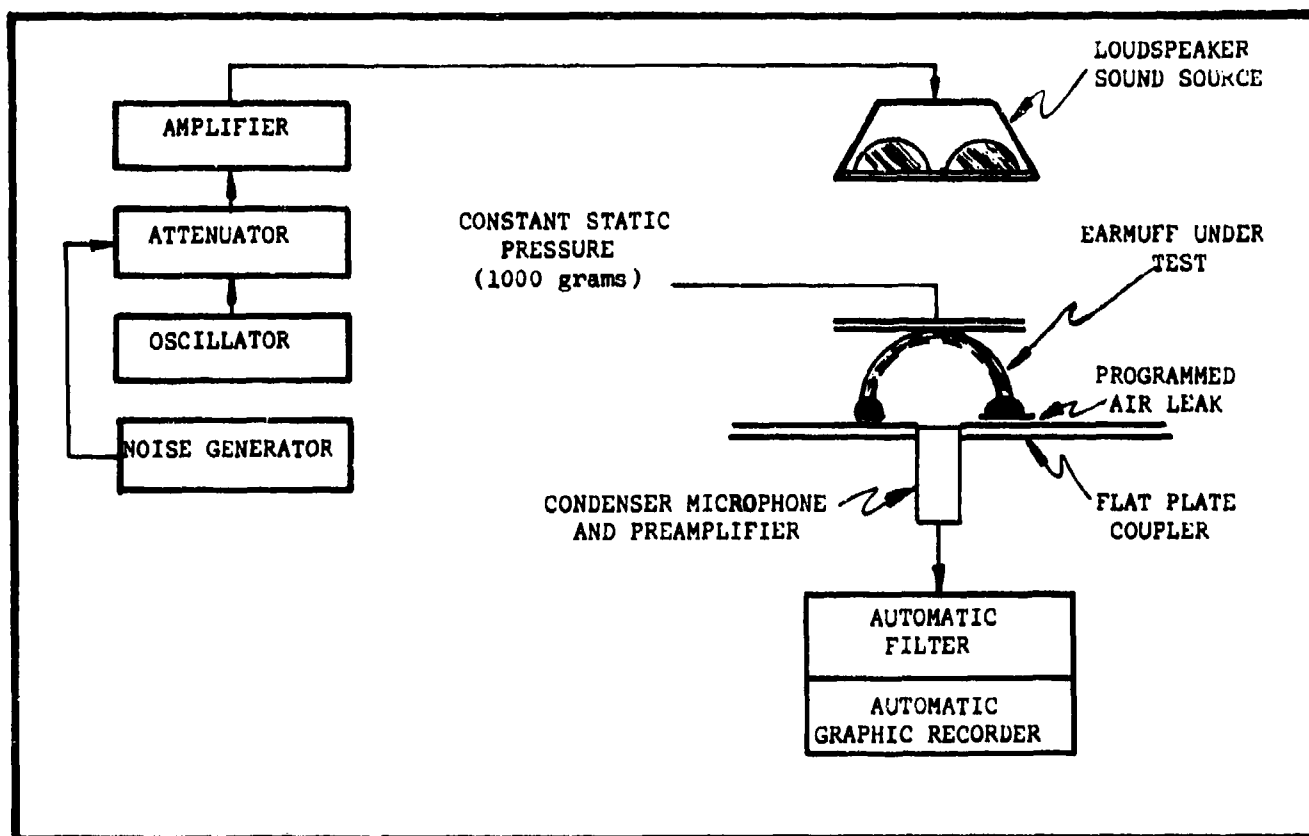 LOUDSPEAKER
SOUND SOURCE
AMPLIFIER
ATTENUATOR
OSCILLATOR
NOISE GENERATOR
CONSTANT STATIC
PRESSURE
(1000 grams)
EARMUFF UNDER
TEST
PROGRAMMED
AIR LEAK
CONDENSER MICROPHONE
AND PREAMPLIFIER
FLAT PLATE
COUPLER
AUTOMATIC
FILTER
AUTOMATIC
GRAPHIC RECORDER